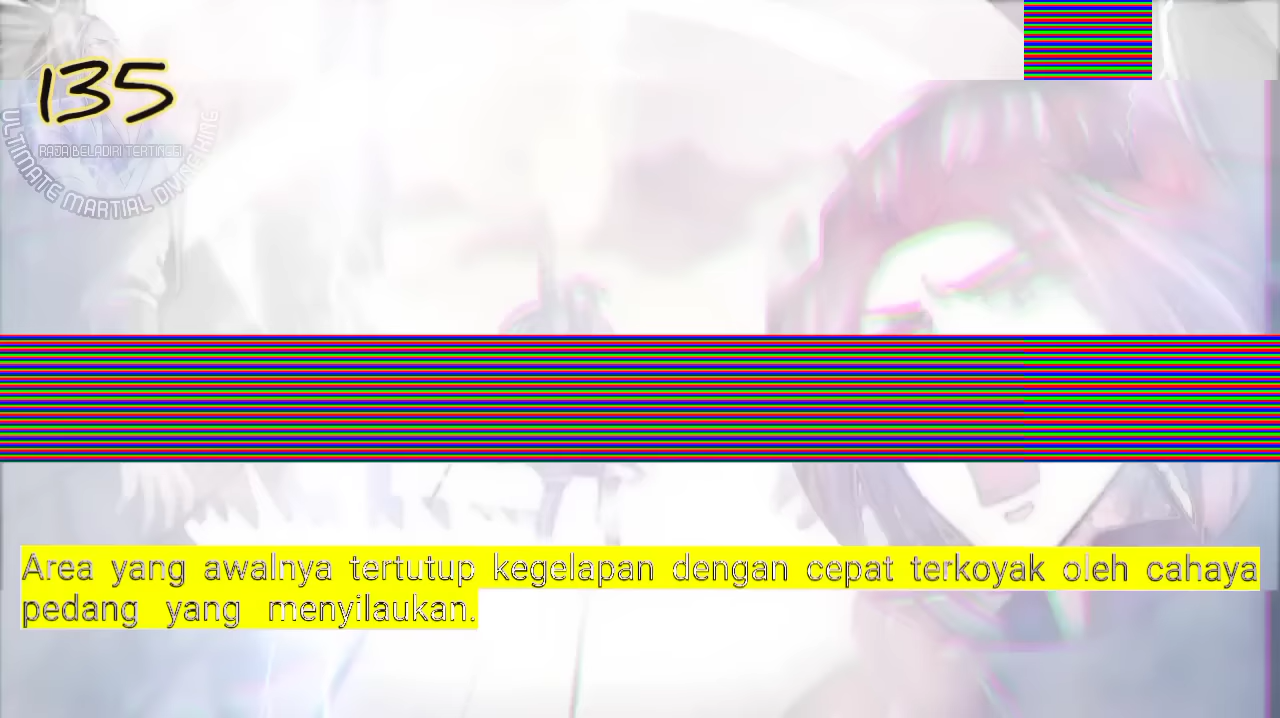 135
RAJA BELADIRI TERTINGGI
ULTIMATE MARTIAL DIVINE KING
Area yang awalnya tertutup kegelapan dengan cepat terkoyak oleh cahaya
pedang yang menyilaukan.